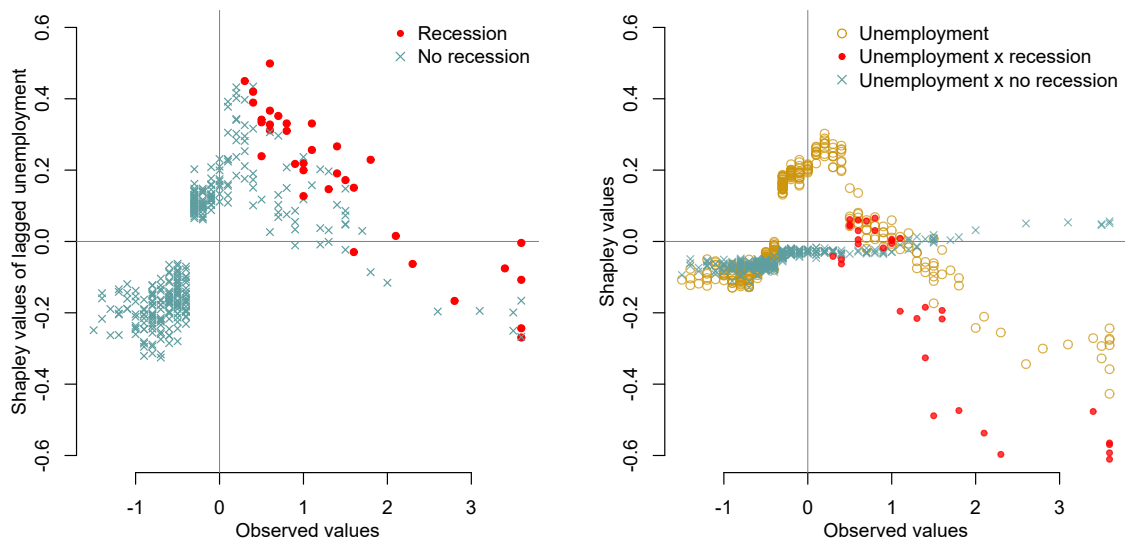 Shapley values of lagged unemployment
0.6
0.4
0.2
0.0
-0.2
-0.4
-0.6
Recession
No recession
-1
0
1
2
3
Observed values
Shapley values
0.6
0.4
0.2
0.0
-0.2
-0.4
-0.6
Unemployment
Unemployment x recession
Unemployment x no recession
-1
0
1
2
3
Observed values